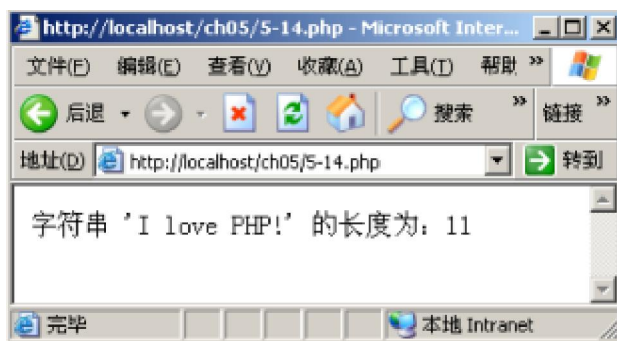 http://localhost/ch05/5-14.php - Microsoft Inter...
文件(F) 编辑(E) 查看(V) 收藏(A) 工具(T) 帮助 »
后退 搜索 » 链接 »
地址(D) http://localhost/ch05/5-14.php 转到
字符串 'I love PHP!' 的长度为: 11
完毕 本地 Intranet